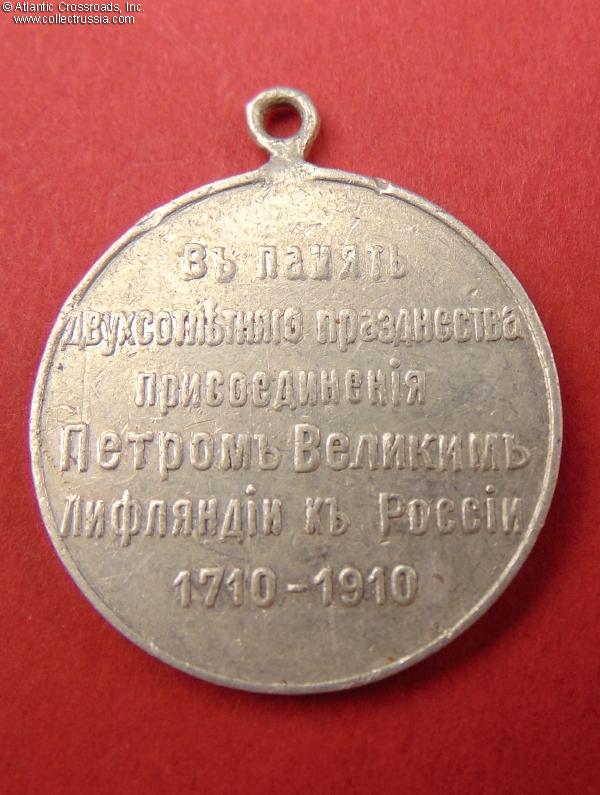 © Atlantic Crossroads, Inc.
www.collectrussia.com
Въ память
двухсотлѣтняго празднества
присоединенія
Петромъ Великимъ
Лифляндіи къ Россіи
1710-1910